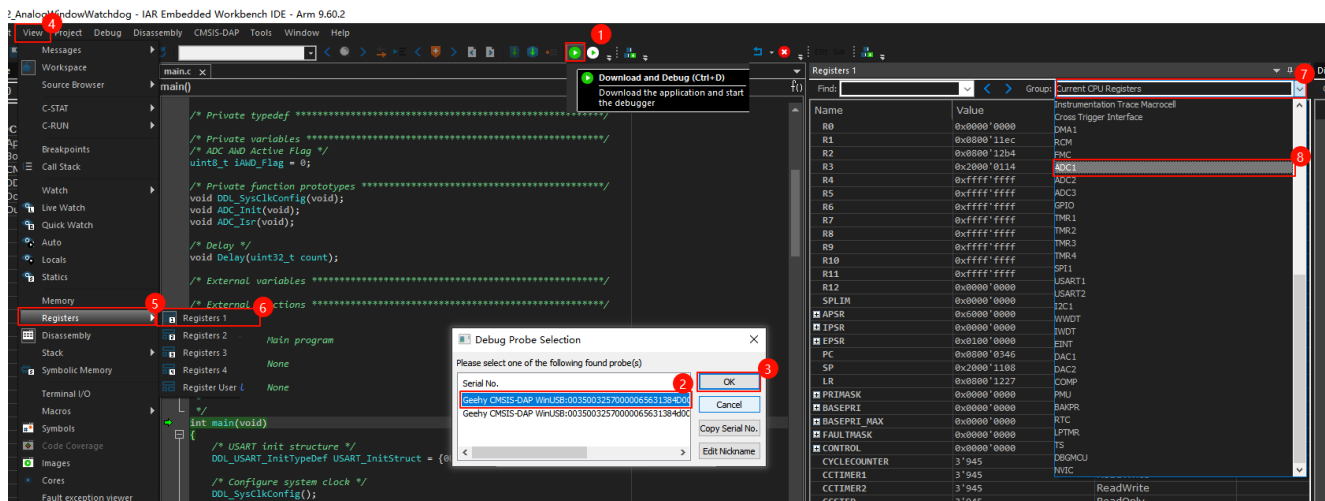 2_AnalogWindowWatchdog - IAR Embedded Workbench IDE - Arm 9.60.2
View Project Debug Disassembly CMSIS-DAP Tools Window Help
4
1
Messages
Workspace
Source Browser
C-STAT
C-RUN
Breakpoints
Call Stack
Watch
Live Watch
Quick Watch
Auto
Locals
Statics
Memory
5
Registers
Disassembly
Stack
Symbolic Memory
Terminal I/O
Macros
Symbols
Code Coverage
Images
Cores
Fault exception viewer
6
Registers 1
Registers 2
Registers 3
Registers 4
Register User
main.c x
main()
f()
Download and Debug (Ctrl+D)
Download the application and start
the debugger
/* Private typedef ***********************************************************/
/* Private variables *********************************************************/
/* ADC AWD Active Flag */
uint8_t iAWD_Flag = 0;
/* Private function prototypes ***********************************************/
void DDL_SysClkConfig(void);
void ADC_Init(void);
void ADC_Isr(void);
/* Delay */
void Delay(uint32_t count);
/* External variables ********************************************************/
/* External
Main program
None
None
*/
int main(void)
{
/* USART init structure */
DDL_USART_InitTypeDef USART_InitStruct = {0
/* Configure system clock */
DDL_SysClkConfig();
Debug Probe Selection
Please select one of the following found probe(s)
Serial No.
2
3
Geehy CMSIS-DAP WinUSB:00350032570000065631384D00
Geehy CMSIS-DAP WinUSB:00350032570000065631384d0C
OK
Cancel
Copy Serial No.
Edit Nickname
Registers 1
7
Find:
Group: Current CPU Registers
Name Value
R0 0x0000'0000
R1 0x0800'11ec
R2 0x0800'12b4
R3 0x2000'0114
R4 0xffff'ffff
R5 0xffff'ffff
R6 0xffff'ffff
R7 0xffff'ffff
R8 0xffff'ffff
R9 0xffff'ffff
R10 0xffff'ffff
R11 0xffff'ffff
R12 0x0000'0000
SPLIM 0x0000'0000
APSR 0x6000'0000
IPSR 0x0000'0000
EPSR 0x0100'0000
PC 0x0800'0346
SP 0x2000'1108
LR 0x0800'1227
PRIMASK 0x0000'0000
BASEPRI 0x0000'0000
BASEPRI_MAX 0x0000'0000
FAULTMASK 0x0000'0000
CONTROL 0x0000'0000
CYCLECOUNTER 3'945
CCTIMER1 3'945
CCTIMER2 3'945 ReadWrite
Instrumentation Trace Macrocell
Cross Trigger Interface
DMA1
RCM
FMC
8
ADC1
ADC2
ADC3
GPIO
TMR1
TMR2
TMR3
TMR4
SPI1
USART1
USART2
I2C1
WWDT
IWDT
EINT
DAC1
DAC2
COMP
PMU
BAKPR
RTC
LPTMR
TS
DBGMCU
NVIC